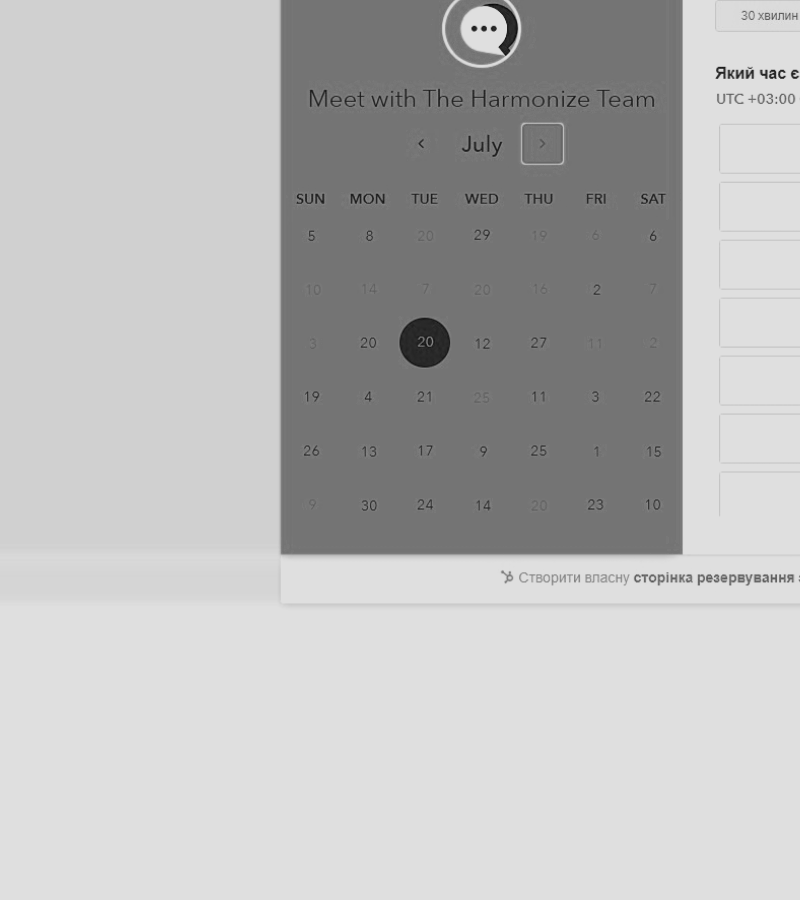 30 хвилин
Meet with The Harmonize Team
Який час є
UTC +03:00
July
SUN MON TUE WED THU FRI SAT
5 8 20 29 19 6 6
10 14 7 20 16 2 7
3 20 20 12 27 11 2
19 4 21 25 11 3 22
26 13 17 9 25 1 15
9 30 24 14 20 23 10
Створити власну сторінка резервування